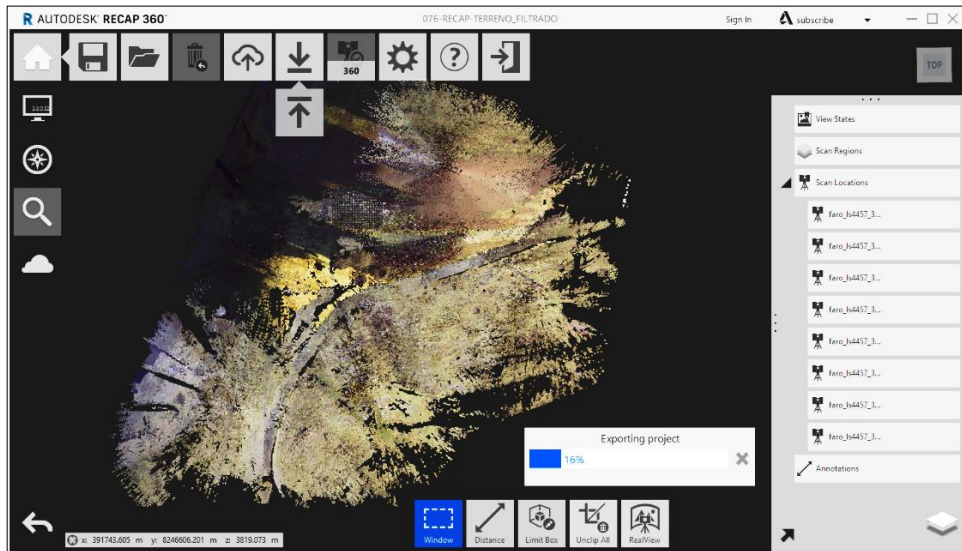 R AUTODESK® RECAP 360™
076-RECAP-TERRENO_FILTRADO
Sign In
subscribe
360
TOP
View States
Scan Regions
Scan Locations
faro_ls4457_3...
faro_ls4457_3...
faro_ls4457_3...
faro_ls4457_3...
faro_ls4457_3...
faro_ls4457_3...
faro_ls4457_3...
faro_ls4457_3...
Annotations
Exporting project
16%
Window
Distance
Limit Box
Unclip All
RealView
x: 391743.605 m y: 8246606.201 m z: 3819.073 m